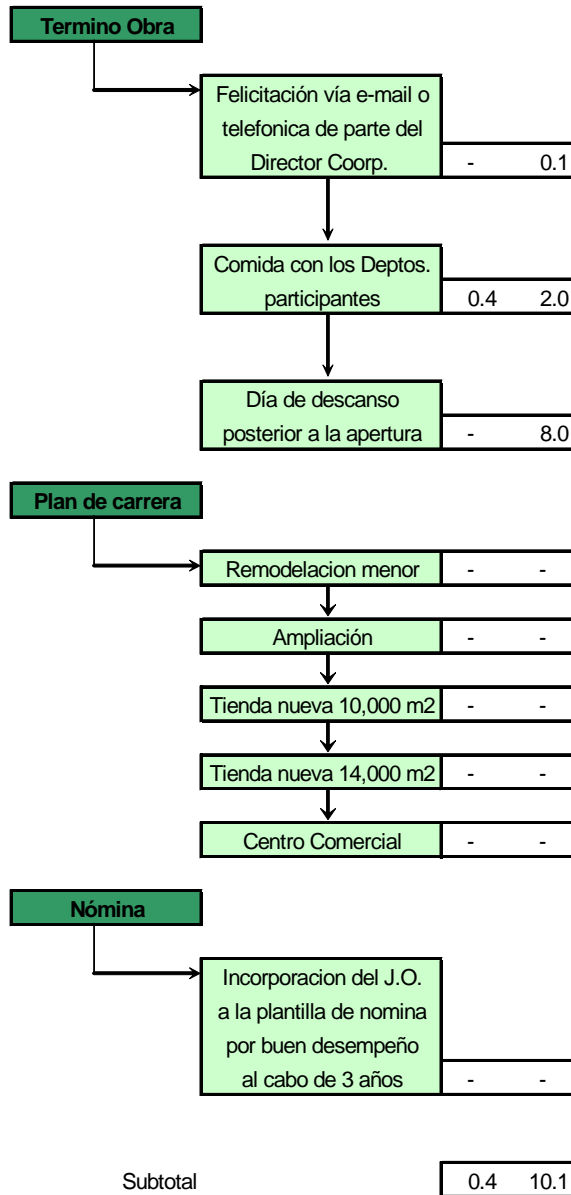 Termino Obra
Felicitación vía e-mail o
telefonica de parte del
Director Coorp. - 0.1
Comida con los Deptos.
participantes 0.4 2.0
Día de descanso
posterior a la apertura - 8.0
Plan de carrera
Remodelacion menor - -
Ampliación - -
Tienda nueva 10,000 m2 - -
Tienda nueva 14,000 m2 - -
Centro Comercial - -
Nómina
Incorporacion del J.O.
a la plantilla de nomina
por buen desempeño
al cabo de 3 años - -
Subtotal 0.4 10.1